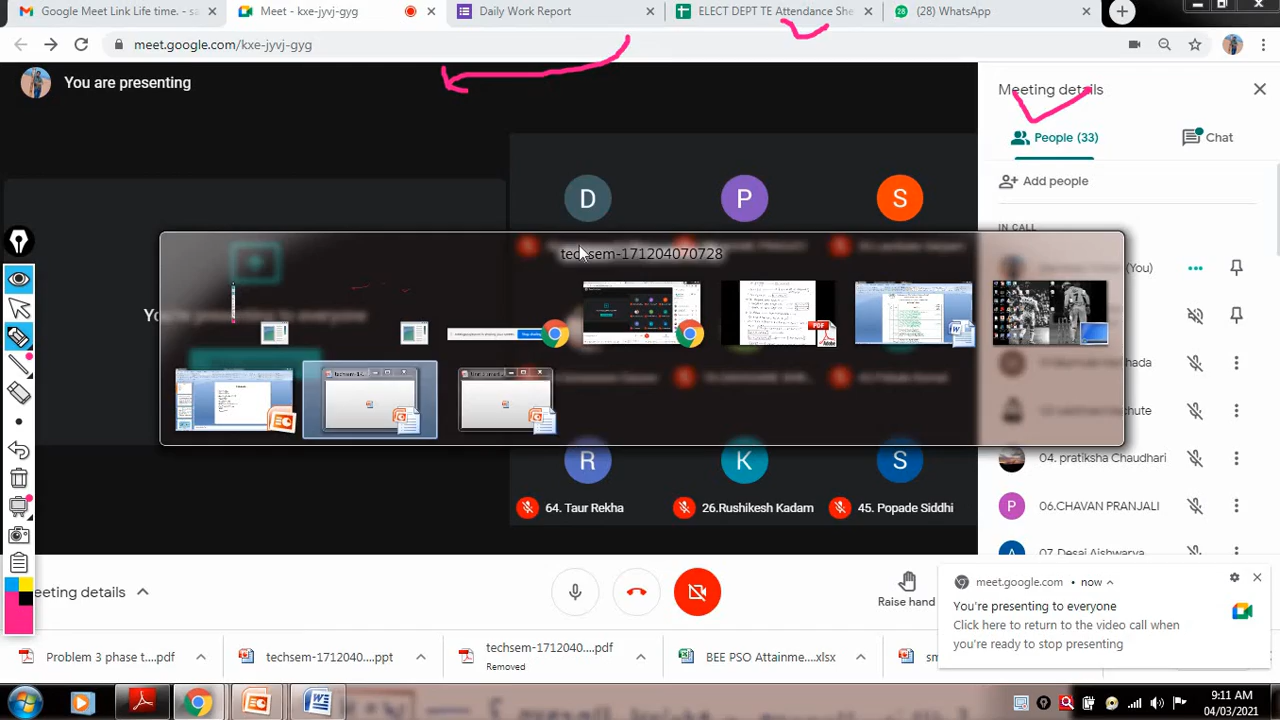 Google Meet Link Life time. - sa
Meet - kxe-jyvj-gyg
Daily Work Report
ELECT DEPT TE Attendance She
(28) WhatsApp
meet.google.com/kxe-jyvj-gyg
You are presenting
Meeting details
People (33)
Chat
Add people
IN CALL
(You)
techsem-171204070728
04. pratiksha Chaudhari
06.CHAVAN PRANJALI
07.Desai Aishwarya
D
P
S
R
K
S
64. Taur Rekha
26.Rushikesh Kadam
45. Popade Siddhi
P
Meeting details
Raise hand
meet.google.com • now
You're presenting to everyone
Click here to return to the video call when
you're ready to stop presenting
Problem 3 phase t....pdf
techsem-1712040....ppt
techsem-1712040....pdf
Removed
BEE PSO Attainme....xlsx
9:11 AM
04/03/2021